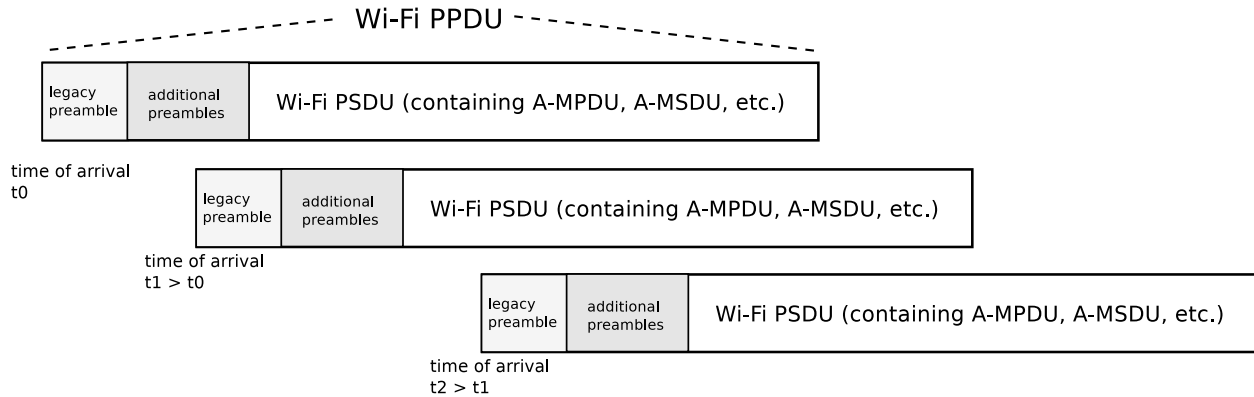 Wi-Fi PPDU
legacy
preamble
additional
preambles
Wi-Fi PSDU (containing A-MPDU, A-MSDU, etc.)
time of arrival
t0
legacy
preamble
additional
preambles
Wi-Fi PSDU (containing A-MPDU, A-MSDU, etc.)
time of arrival
t1 > t0
legacy
preamble
additional
preambles
Wi-Fi PSDU (containing A-MPDU, A-MSDU, etc.)
time of arrival
t2 > t1